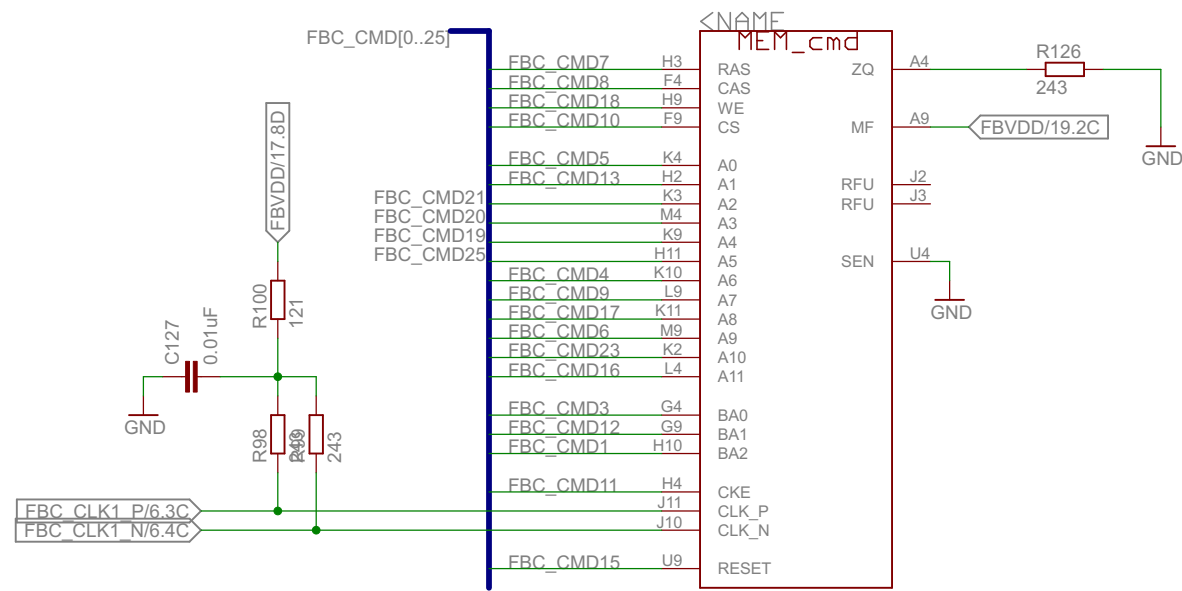 <NAME
FBC_CMD[0..25]
MEM_cmd
FBC_CMD7 H3 RAS
FBC_CMD8 F4 CAS
FBC_CMD18 H9 WE
FBC_CMD10 F9 CS
ZQ A4 R126 243
GND
MF A9 FBVDD/19.2C
FBC_CMD5 K4 A0
FBC_CMD13 H2 A1
FBC_CMD21 K3 A2
FBC_CMD20 M4 A3
FBC_CMD19 K9 A4
FBC_CMD25 H11 A5
FBC_CMD4 K10 A6
FBC_CMD9 L9 A7
FBC_CMD17 K11 A8
FBC_CMD6 M9 A9
FBC_CMD23 K2 A10
FBC_CMD16 L4 A11
RFU J2
RFU J3
SEN U4
GND
FBVDD/17.8D
R100
121
C127
0.01uF
GND
R98
243
R99
243
FBC_CMD3 G4 BA0
FBC_CMD12 G9 BA1
FBC_CMD1 H10 BA2
FBC_CMD11 H4 CKE
FBC_CLK1_P/6.3C J11 CLK_P
FBC_CLK1_N/6.4C J10 CLK_N
FBC_CMD15 U9 RESET